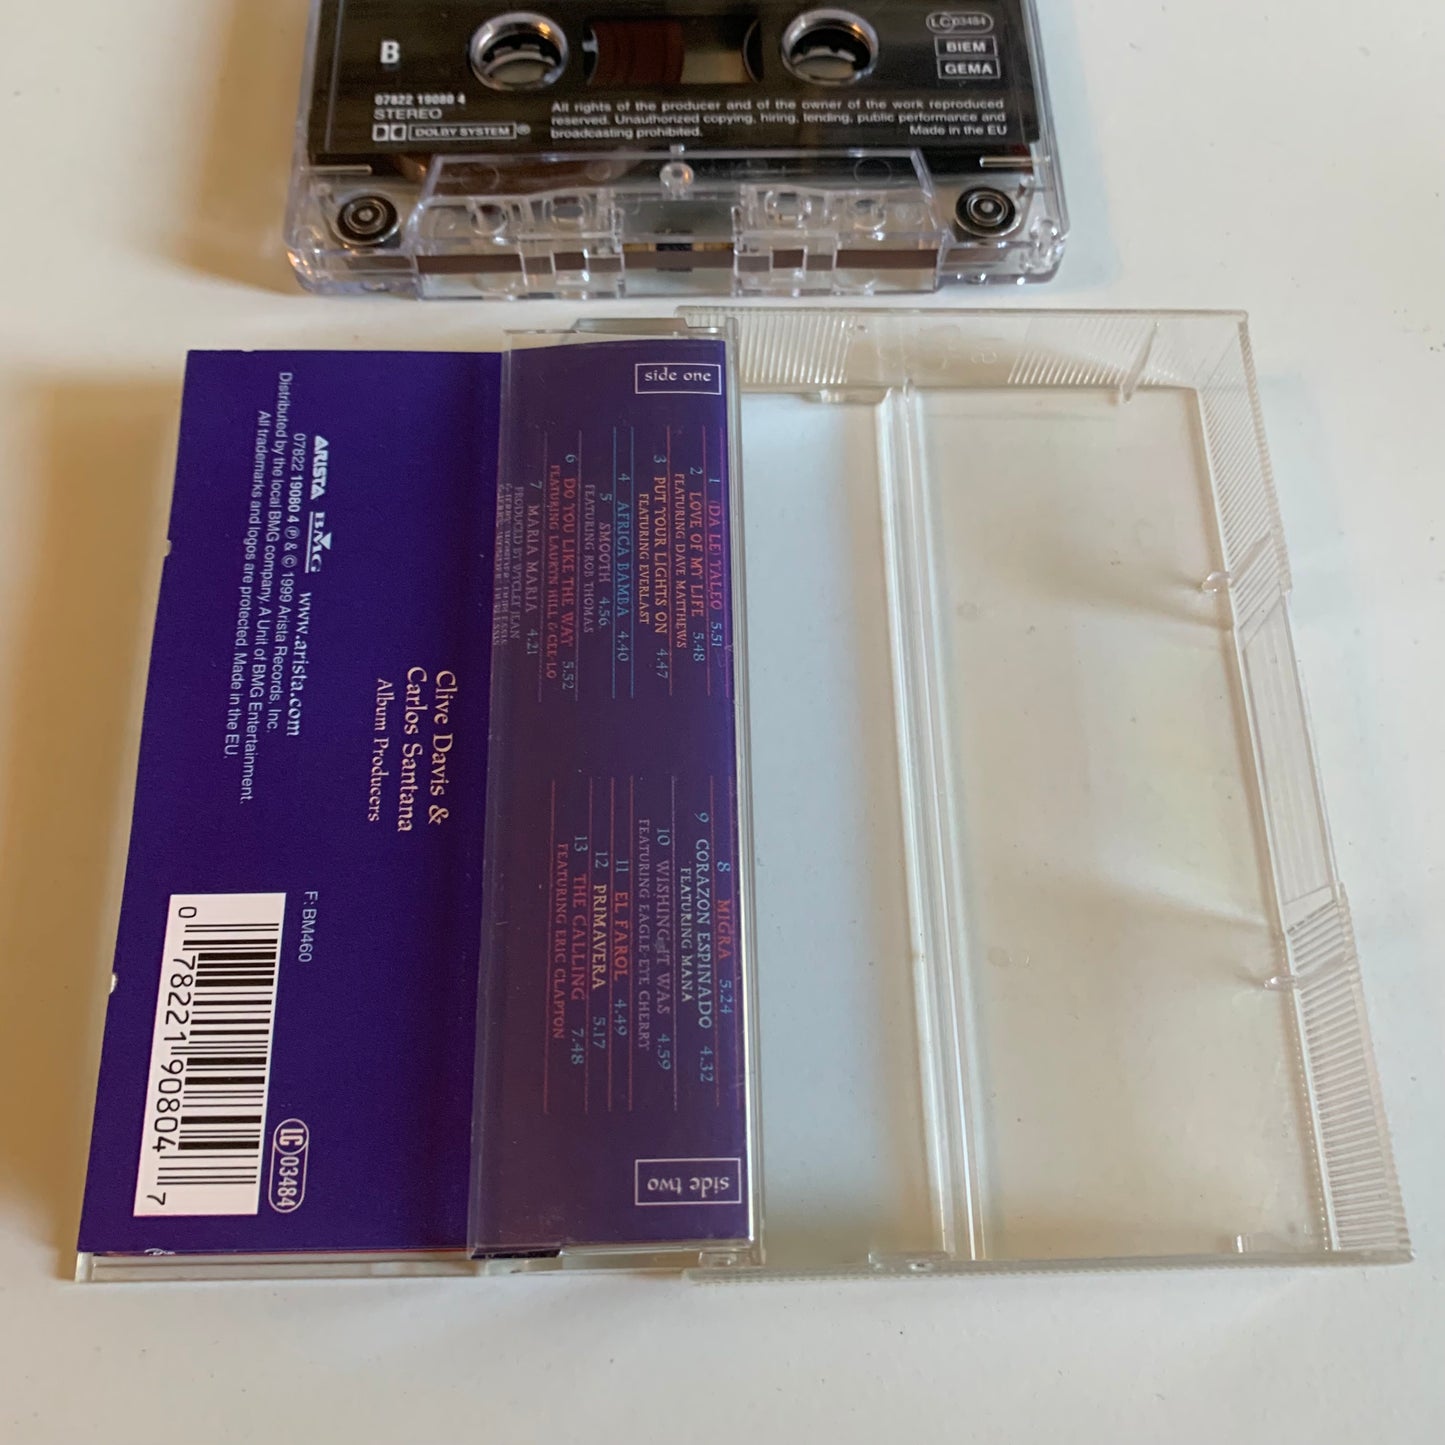 B
LC 03484
BIEM
GEMA
07822 19080 4
STEREO
DOLBY SYSTEM ®
All rights of the producer and of the owner of the work reproduced
reserved. Unauthorized copying, hiring, lending, public performance and
broadcasting prohibited.
Made in the EU
side one
1 (DA LE) YALEO 5.51
2 LOVE OF MY LIFE 5.48
FEATURING DAVE MATTHEWS
3 PUT YOUR LIGHTS ON 4.47
FEATURING EVERLAST
4 AFRICA BAMBA 4.40
5 SMOOTH 4.56
FEATURING ROB THOMAS
6 DO YOU LIKE THE WAY 5.52
FEATURING LAURYN HILL & CEE-LO
7 MARIA MARIA 4.21
PRODUCED BY WYCLEF JEAN
side two
8 MIGRA 5.24
9 CORAZON ESPINADO 4.32
FEATURING MANA
10 WISHING IT WAS 4.59
FEATURING EAGLE-EYE CHERRY
11 EL FAROL 4.49
12 PRIMAVERA 5.17
13 THE CALLING 7.48
FEATURING ERIC CLAPTON
Clive Davis &
Carlos Santana
Album Producers
ARISTA BMG www.arista.com
07822 19080 4 ℗ & © 1999 Arista Records, Inc.
Distributed by the local BMG company. A Unit of BMG Entertainment.
All trademarks and logos are protected. Made in the EU.
F: BM460
LC 03484
0 78221 90804 7